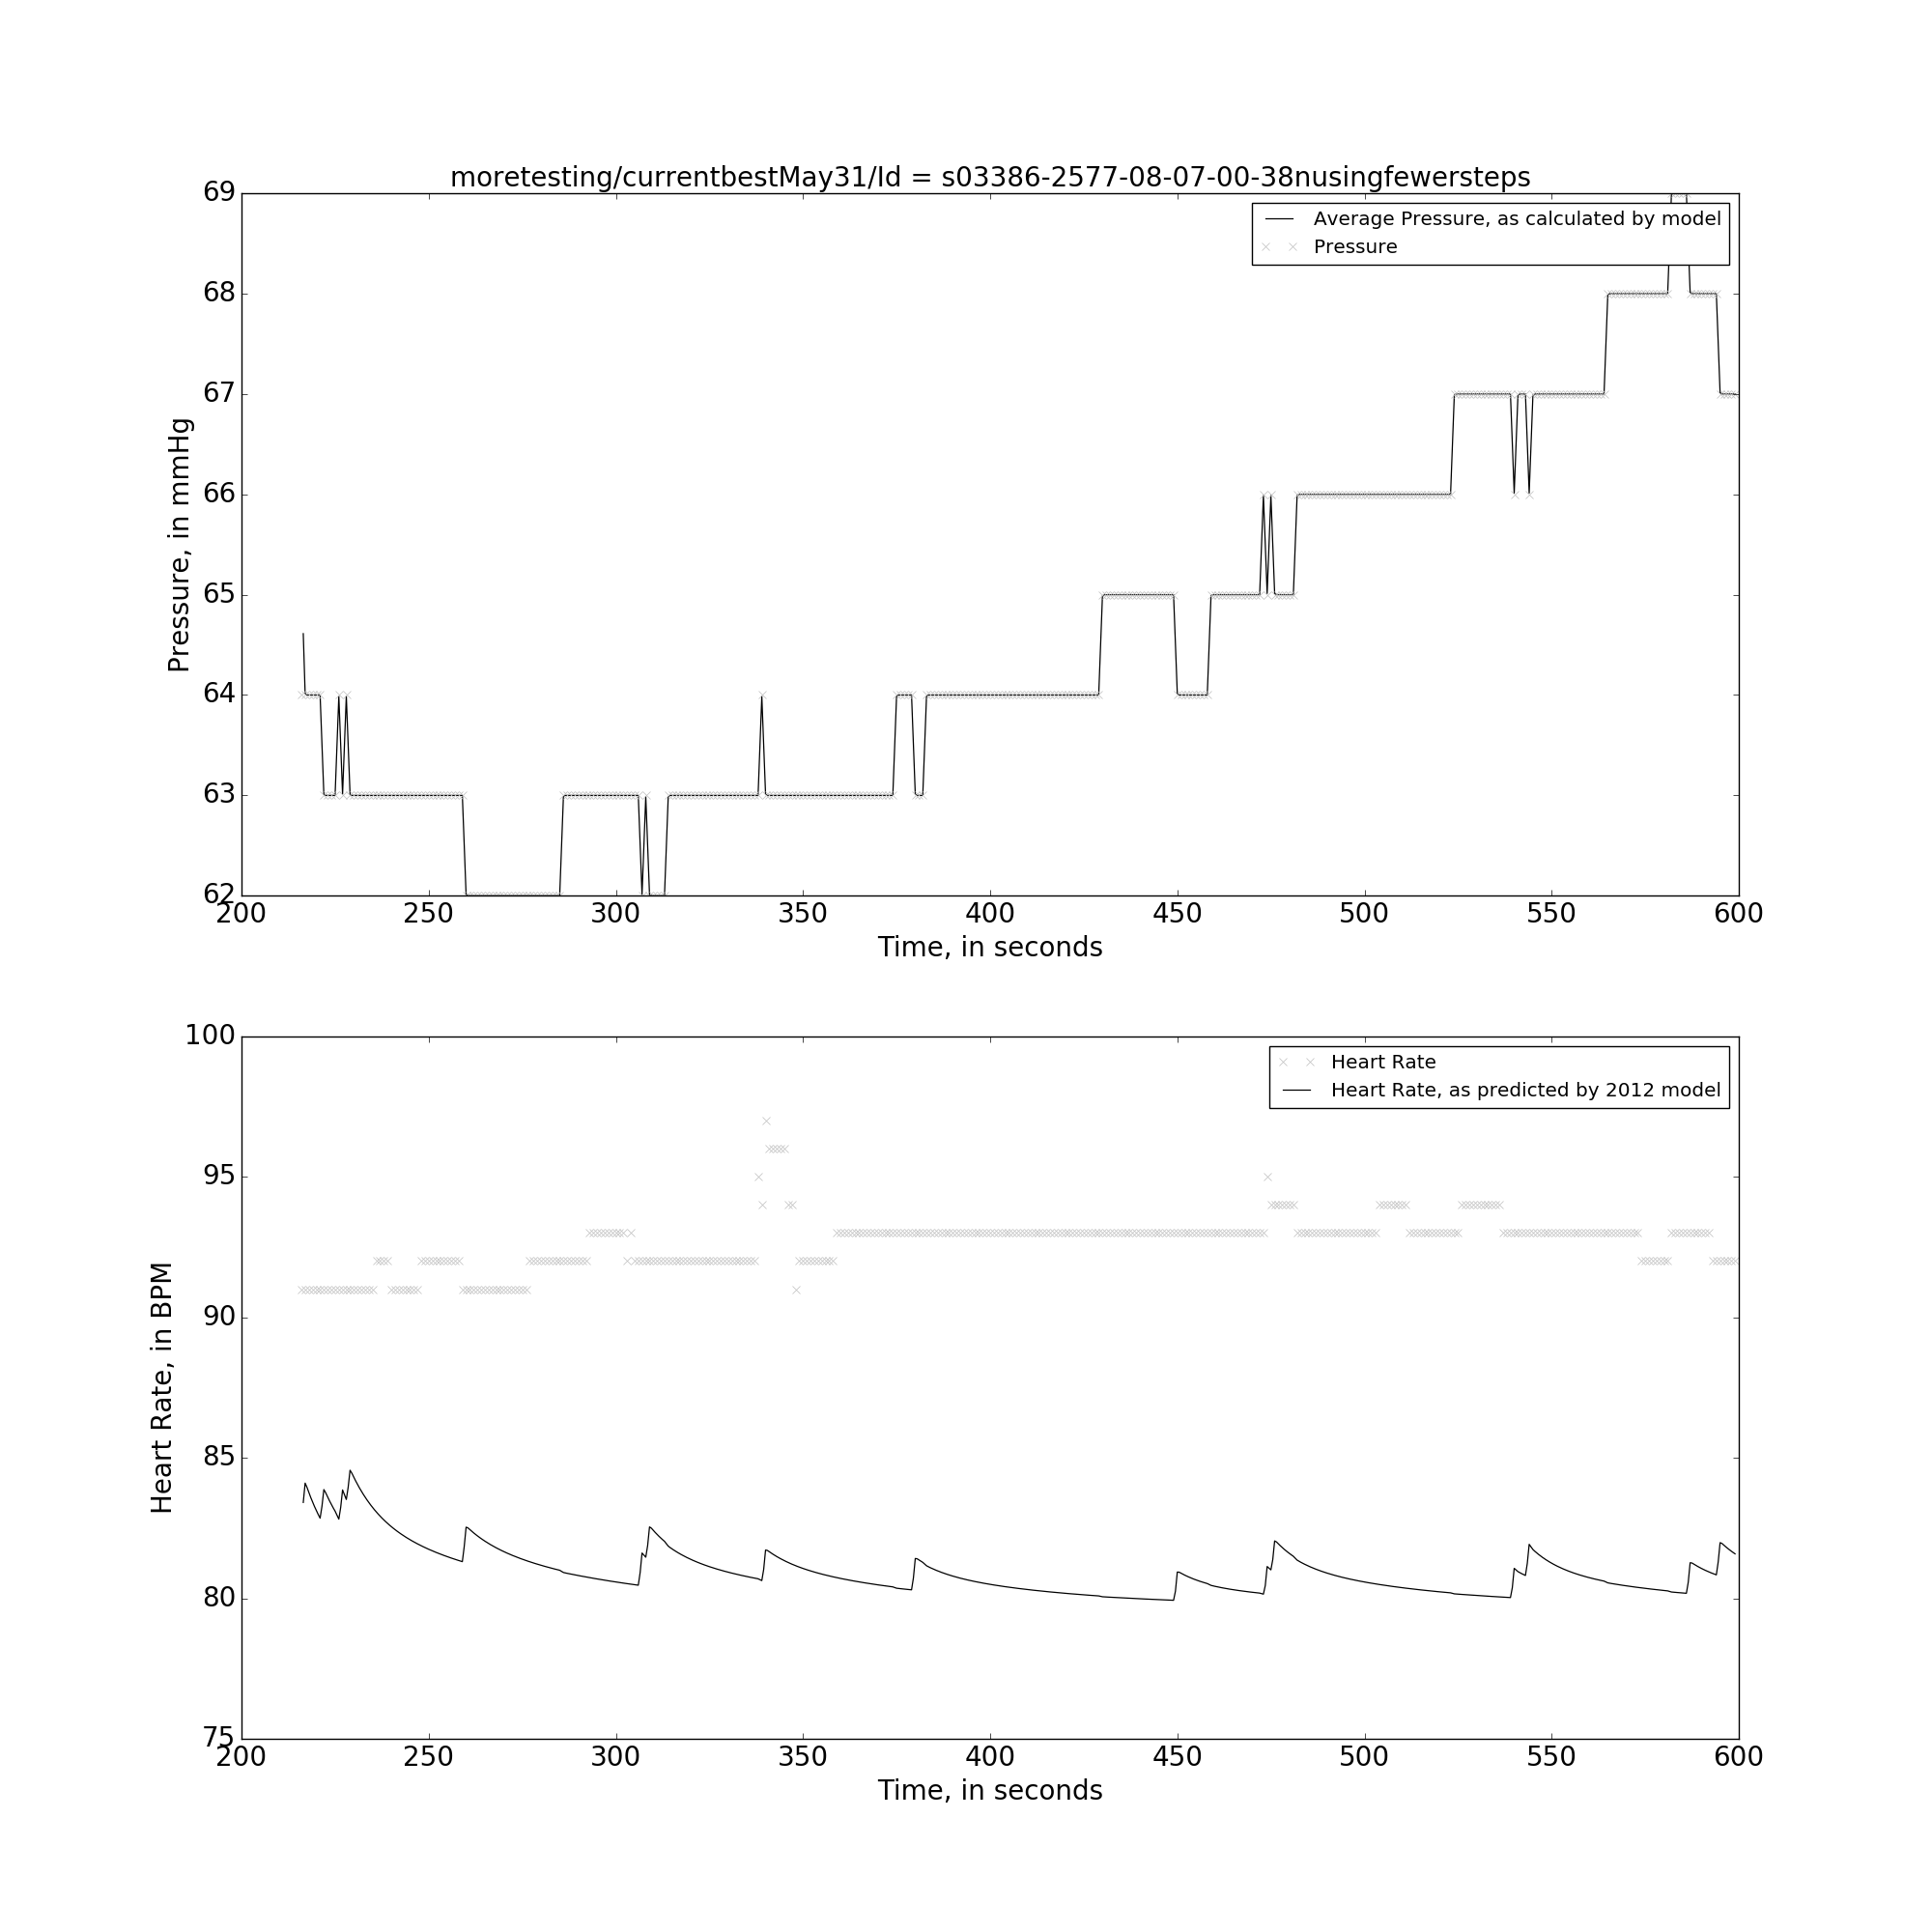 moretesting/currentbestMay31/Id = s03386-2577-08-07-00-38nusingfewersteps
69
68
67
66
65
64
63
62
Pressure, in mmHg
Average Pressure, as calculated by model
Pressure
200 250 300 350 400 450 500 550 600
Time, in seconds
100
95
90
85
80
75
Heart Rate, in BPM
Heart Rate
Heart Rate, as predicted by 2012 model
200 250 300 350 400 450 500 550 600
Time, in seconds